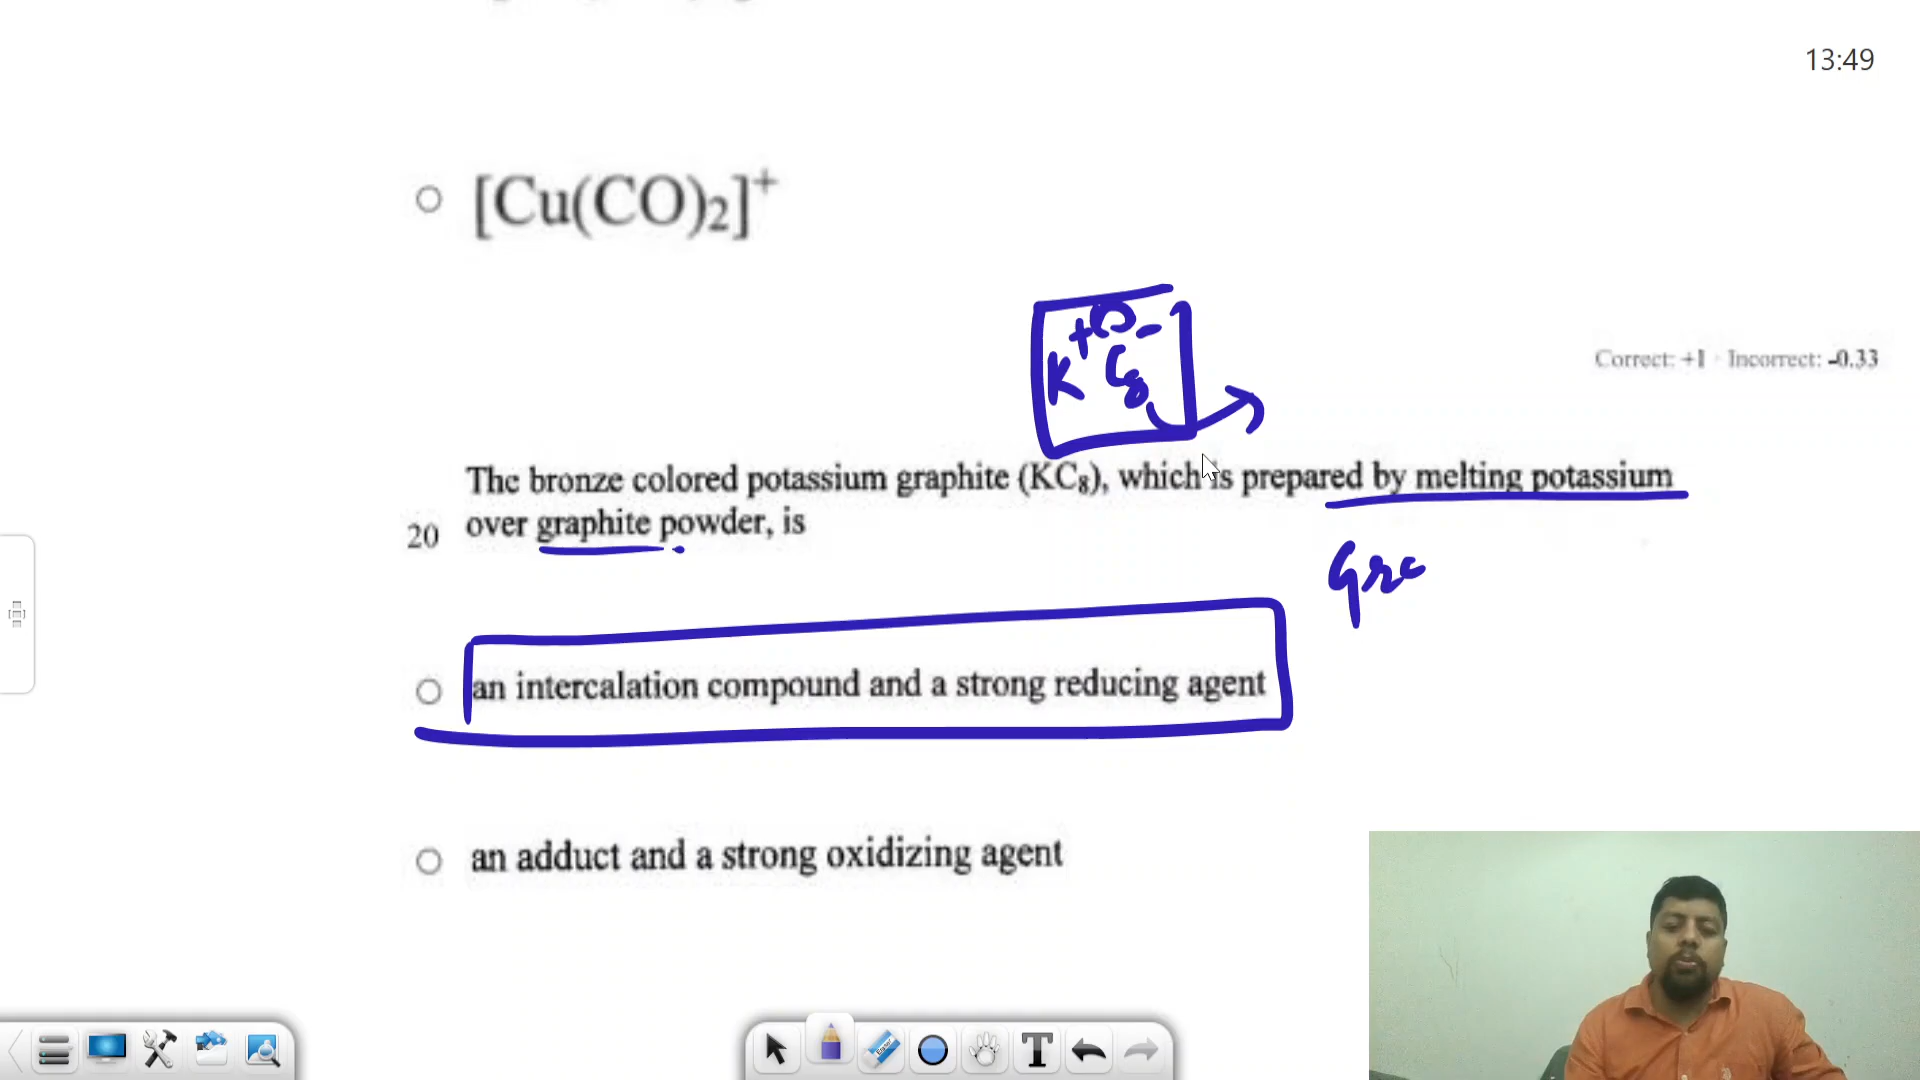 13:49
[Cu(CO)₂]⁺
K⁺ C₈⁻
Correct: +1 · Incorrect: -0.33
The bronze colored potassium graphite (KC₈), which is prepared by melting potassium
20 over graphite powder, is
Gra
an intercalation compound and a strong reducing agent
an adduct and a strong oxidizing agent
T